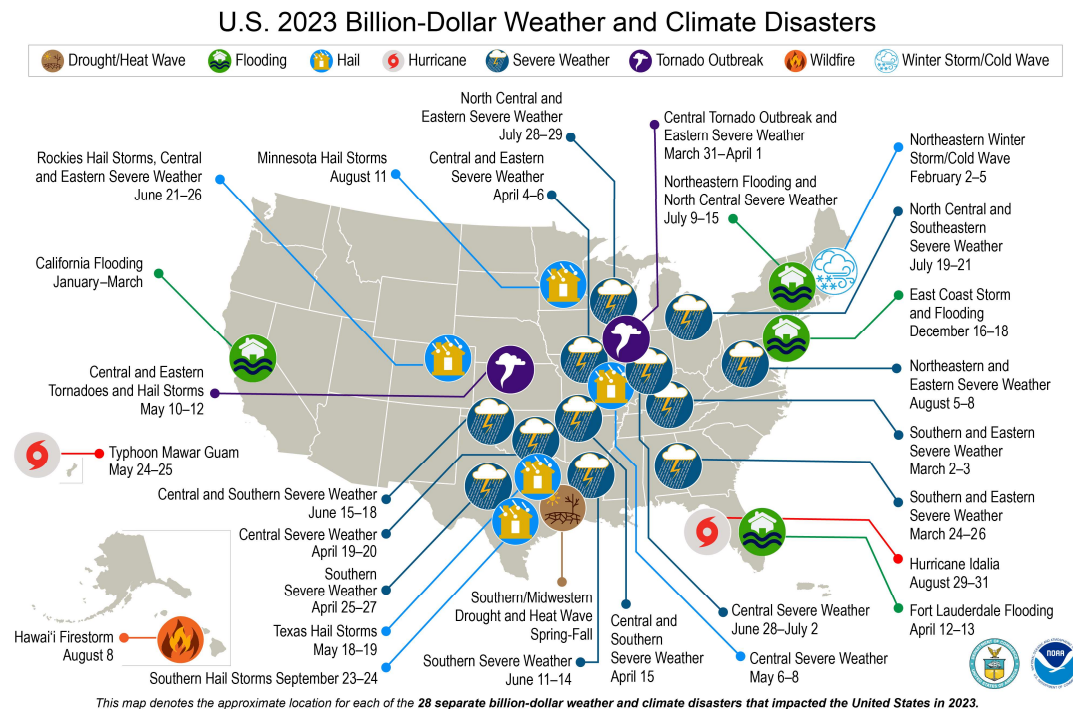 U.S. 2023 Billion-Dollar Weather and Climate Disasters
Drought/Heat Wave
Flooding
Hail
Hurricane
Severe Weather
Tornado Outbreak
Wildfire
Winter Storm/Cold Wave
North Central and
Eastern Severe Weather
July 28–29
Central Tornado Outbreak and
Eastern Severe Weather
March 31–April 1
Northeastern Winter
Storm/Cold Wave
February 2–5
Rockies Hail Storms, Central
and Eastern Severe Weather
June 21–26
Minnesota Hail Storms
August 11
Central and Eastern
Severe Weather
April 4–6
Northeastern Flooding and
North Central Severe Weather
July 9–15
North Central and
Southeastern
Severe Weather
July 19–21
California Flooding
January–March
East Coast Storm
and Flooding
December 16–18
Central and Eastern
Tornadoes and Hail Storms
May 10–12
Northeastern and
Eastern Severe Weather
August 5–8
Southern and Eastern
Severe Weather
March 2–3
Typhoon Mawar Guam
May 24–25
Central and Southern Severe Weather
June 15–18
Southern and Eastern
Severe Weather
March 24–26
Central Severe Weather
April 19–20
Hurricane Idalia
August 29–31
Southern
Severe Weather
April 25–27
Southern/Midwestern
Drought and Heat Wave
Spring-Fall
Fort Lauderdale Flooding
April 12–13
Central Severe Weather
June 28–July 2
Hawai‘i Firestorm
August 8
Texas Hail Storms
May 18–19
Central and
Southern
Severe Weather
April 15
Southern Severe Weather
June 11–14
Central Severe Weather
May 6–8
Southern Hail Storms September 23–24
NOAA
This map denotes the approximate location for each of the 28 separate billion-dollar weather and climate disasters that impacted the United States in 2023.